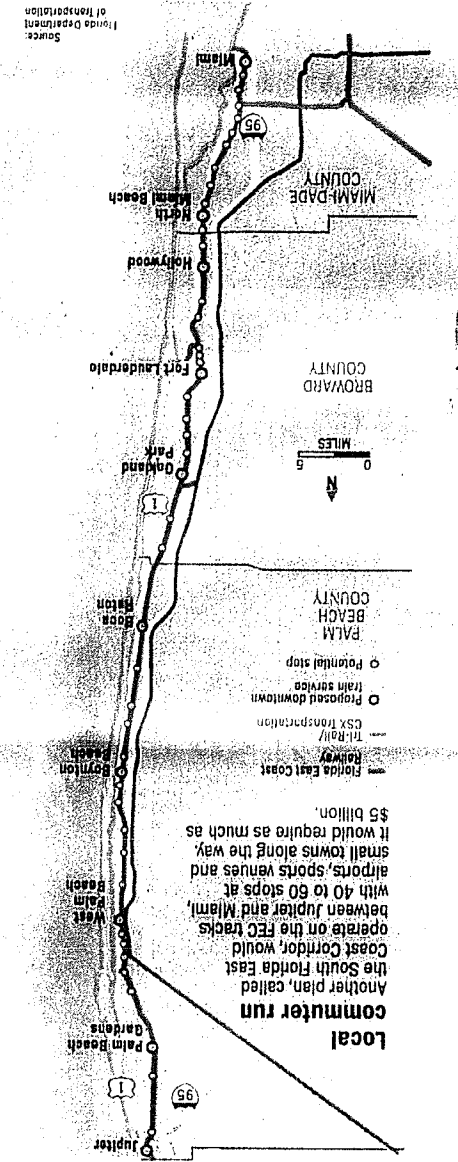 Local
commuter run
Another plan, called
the South Florida East
Coast Corridor, would
operate on the FEC tracks
between Jupiter and Miami,
with 40 to 60 stops at
airports, sports venues and
small towns along the way.
it would require as much as
$5 billion.
Florida East Coast
Railway
Tri-Rail/
CSX Transportation
Proposed downtown
train service
Potential stop
PALM
BEACH
COUNTY
N
0 5
MILES
BROWARD
COUNTY
MIAMI-DADE
COUNTY
Jupiter
95
1
Palm Beach
Gardens
West
Palm
Beach
Boynton
Beach
Boca
Raton
1
Oakland
Park
Fort Lauderdale
Hollywood
North
Miami Beach
95
Miami
Source:
Florida Department
of Transportation